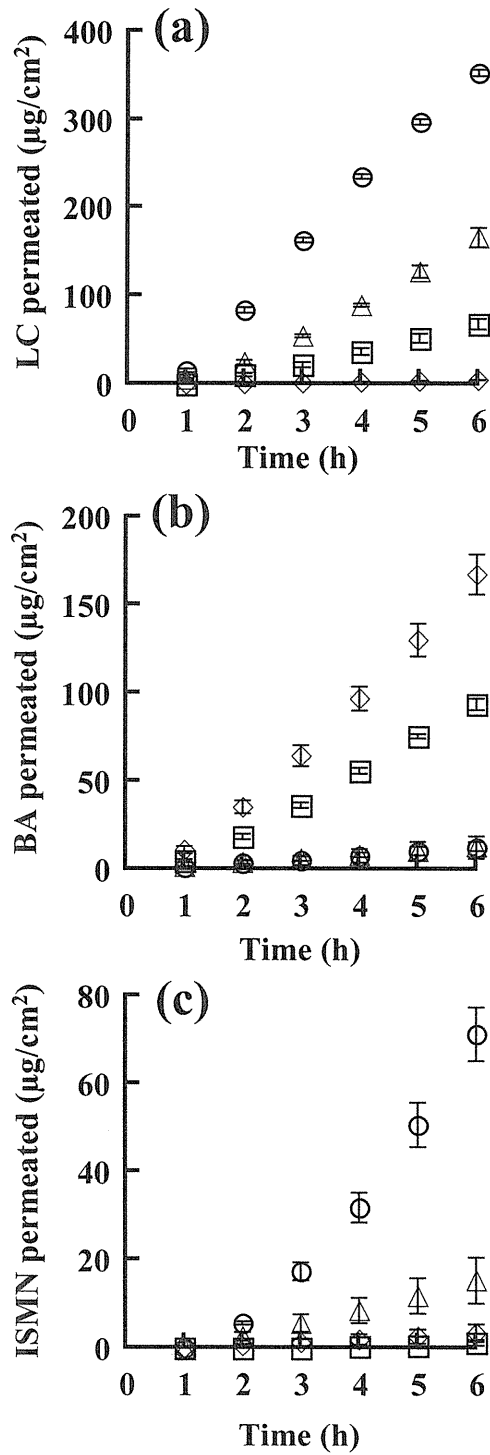 (a)
LC permeated (µg/cm²)
400
300
200
100
0
0 1 2 3 4 5 6
Time (h)
(b)
BA permeated (µg/cm²)
200
150
100
50
0
0 1 2 3 4 5 6
Time (h)
(c)
ISMN permeated (µg/cm²)
80
60
40
20
0
0 1 2 3 4 5 6
Time (h)